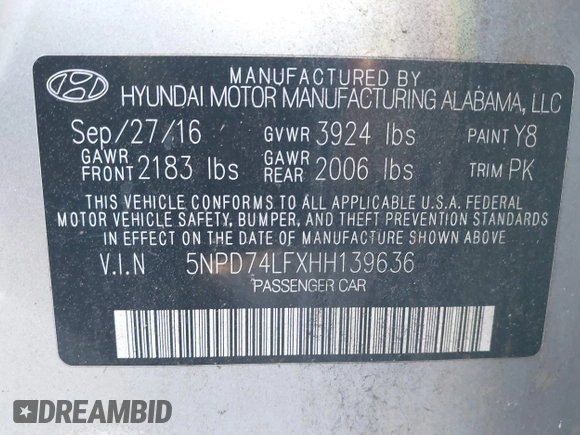 MANUFACTURED BY
HYUNDAI MOTOR MANUFACTURING ALABAMA, LLC
Sep/27/16 GVWR 3924 lbs PAINT Y8
GAWR FRONT 2183 lbs GAWR REAR 2006 lbs TRIM PK
THIS VEHICLE CONFORMS TO ALL APPLICABLE U.S.A. FEDERAL
MOTOR VEHICLE SAFETY, BUMPER, AND THEFT PREVENTION STANDARDS
IN EFFECT ON THE DATE OF MANUFACTURE SHOWN ABOVE.
V.I.N 5NPD74LFXHH139636
PASSENGER CAR
DREAMBID